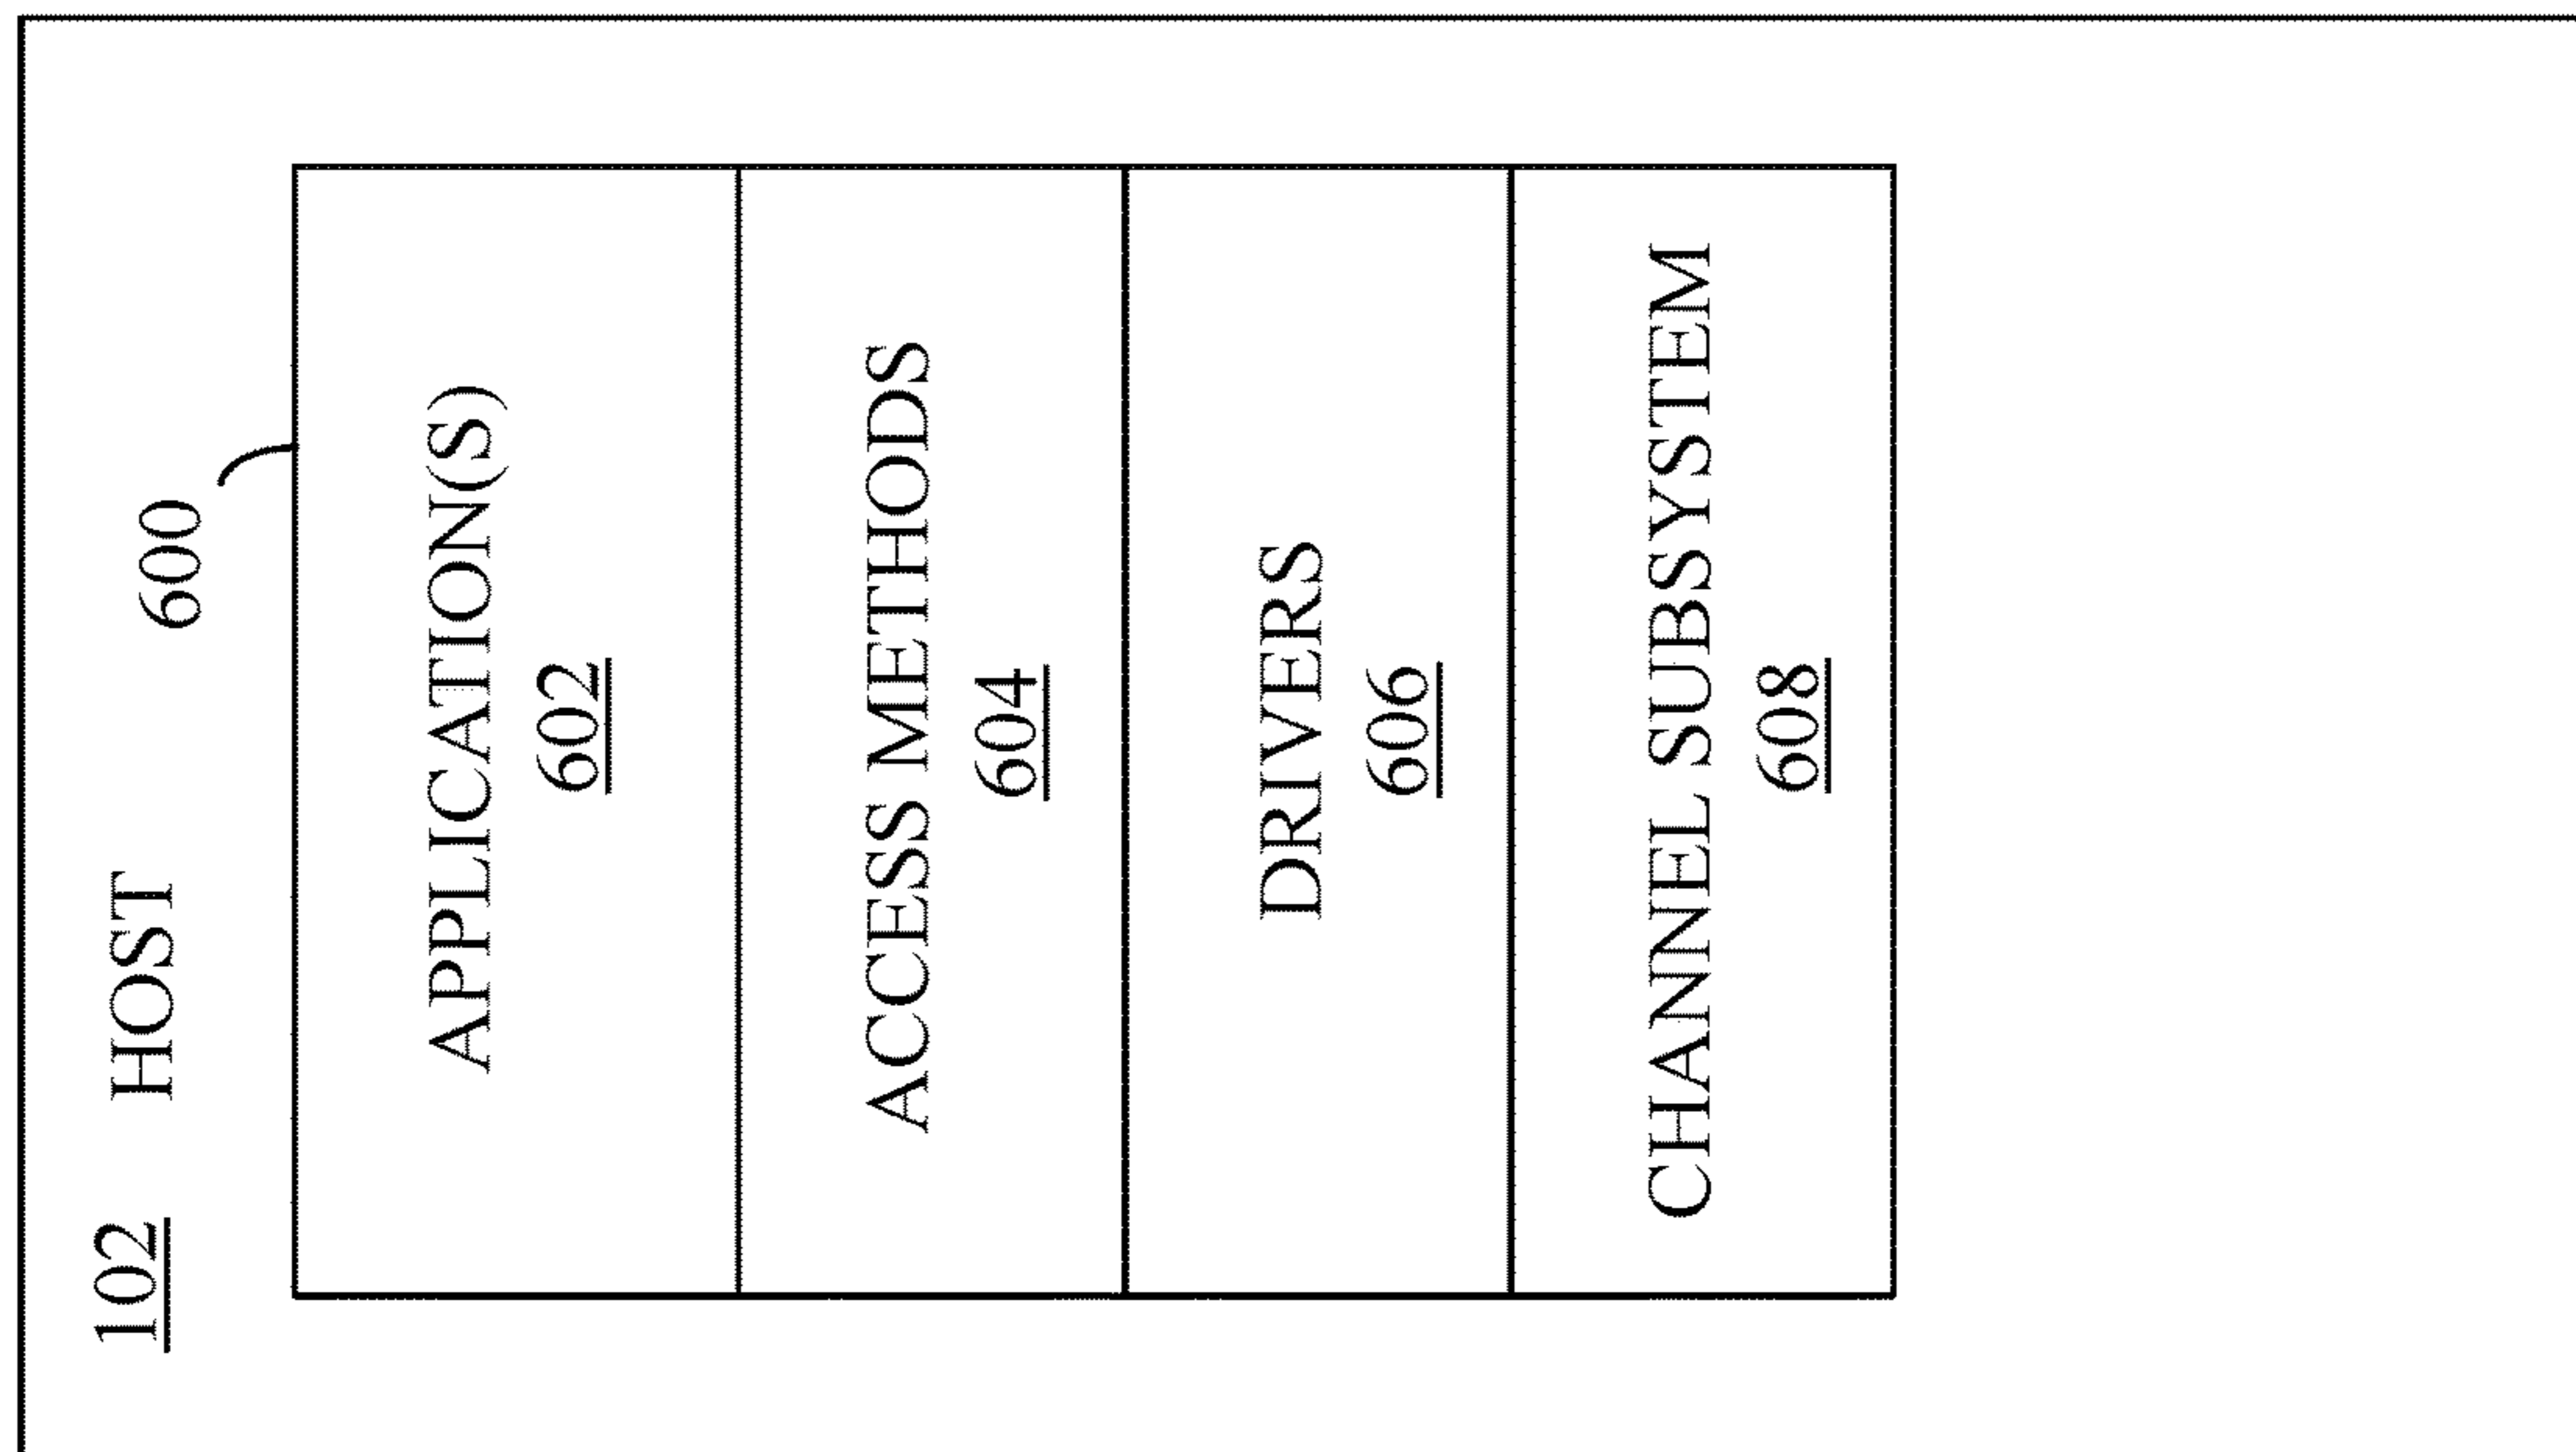 102 HOST
600
APPLICATION(S)
602
ACCESS METHODS
604
DRIVERS
606
CHANNEL SUBSYSTEM
608